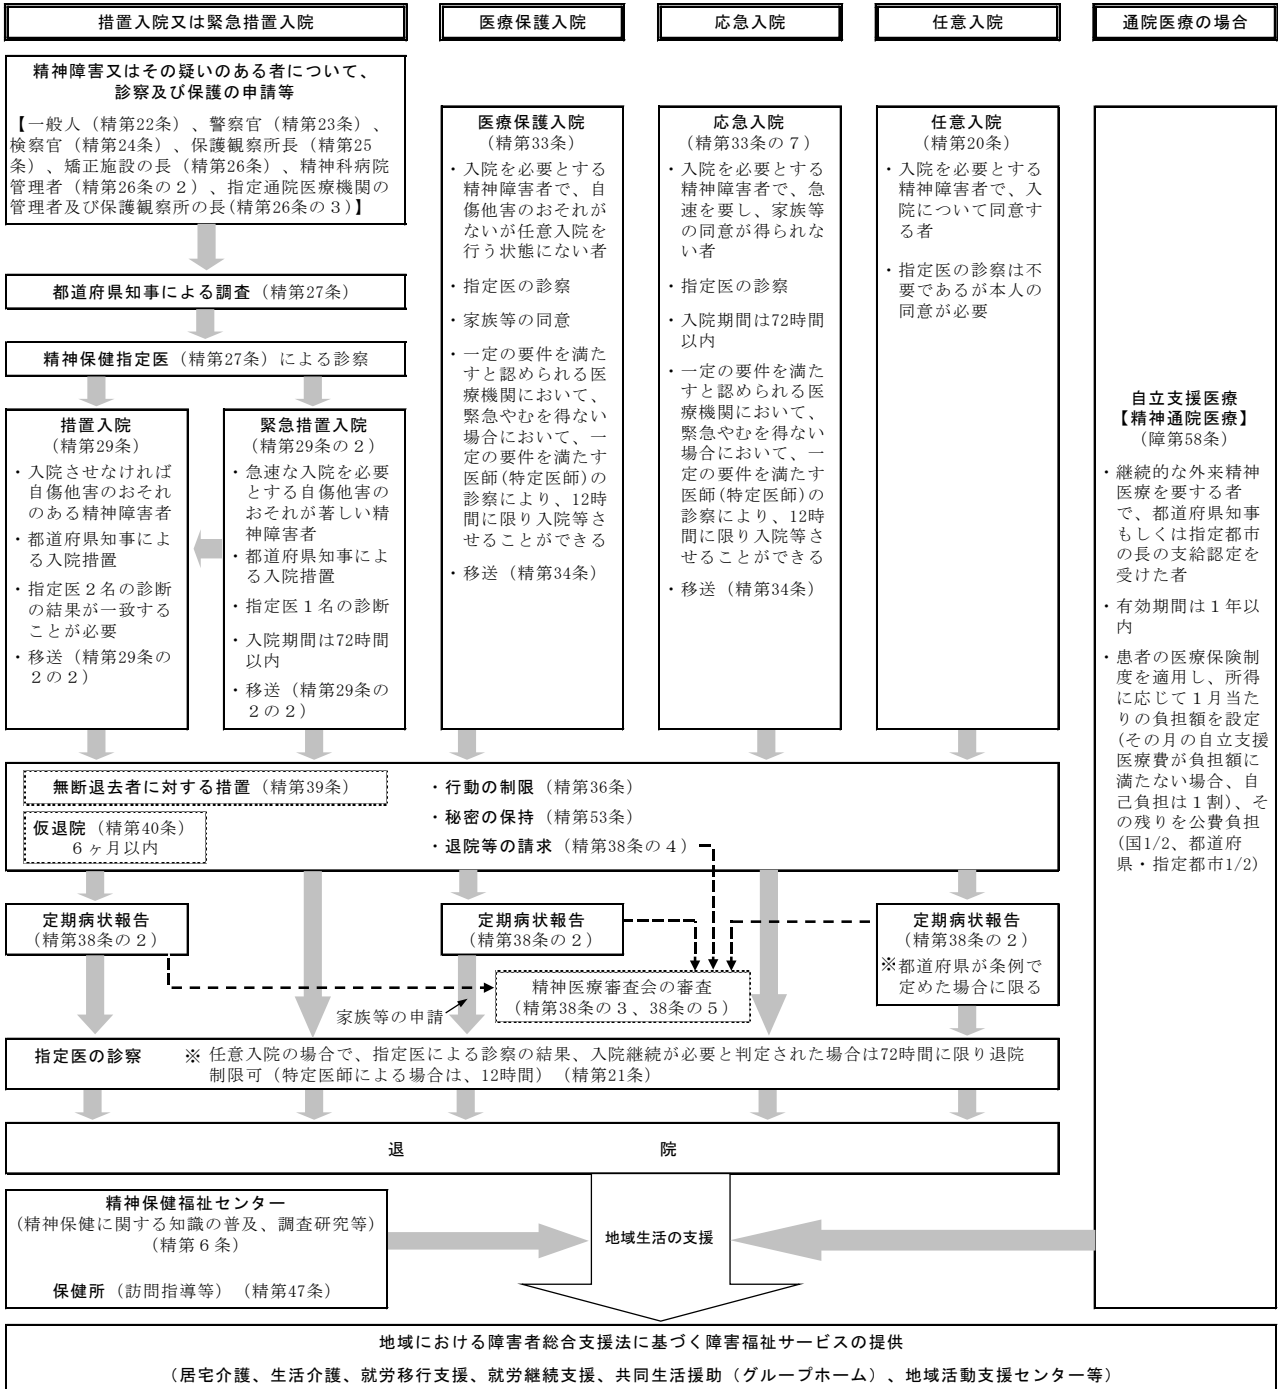 措置入院又は緊急措置入院
医療保護入院
応急入院
任意入院
通院医療の場合
精神障害又はその疑いのある者について、
診察及び保護の申請等
【一般人（精第22条）、警察官（精第23条）、
検察官（精第24条）、保護観察所長（精第25
条）、矯正施設の長（精第26条）、精神科病院
管理者（精第26条の２）、指定通院医療機関の
管理者及び保護観察所の長(精第26条の３)】
都道府県知事による調査（精第27条）
精神保健指定医（精第27条）による診察
措置入院
（精第29条）
・入院させなければ
自傷他害のおそれ
のある精神障害者
・都道府県知事によ
る入院措置
・指定医２名の診断
の結果が一致する
ことが必要
・移送（精第29条の
２の２）
緊急措置入院
（精第29条の２）
・急速な入院を必要
とする自傷他害の
おそれが著しい精
神障害者
・都道府県知事によ
る入院措置
・指定医１名の診断
・入院期間は72時間
以内
・移送（精第29条の
２の２）
医療保護入院
（精第33条）
・入院を必要とする
精神障害者で、自
傷他害のおそれが
ないが任意入院を
行う状態にない者
・指定医の診察
・家族等の同意
・一定の要件を満た
すと認められる医
療機関において、
緊急やむを得ない
場合において、一
定の要件を満たす
医師(特定医師)の
診察により、12時
間に限り入院等さ
せることができる
・移送（精第34条）
応急入院
（精第33条の７）
・入院を必要とする
精神障害者で、急
速を要し、家族等
の同意が得られな
い者
・指定医の診察
・入院期間は72時間
以内
・一定の要件を満た
すと認められる医
療機関において、
緊急やむを得ない
場合において、一
定の要件を満たす
医師(特定医師)の
診察により、12時
間に限り入院等さ
せることができる
・移送（精第34条）
任意入院
（精第20条）
・入院を必要とする
精神障害者で、入
院について同意す
る者
・指定医の診察は不
要であるが本人の
同意が必要
自立支援医療
【精神通院医療】
（障第58条）
・継続的な外来精神
医療を要する者
で、都道府県知事
もしくは指定都市
の長の支給認定を
受けた者
・有効期間は１年以
内
・患者の医療保険制
度を適用し、所得
に応じて１月当た
りの負担額を設定
(その月の自立支援
医療費が負担額に
満たない場合、自
己負担は１割)、そ
の残りを公費負担
(国1/2、都道府
県・指定都市1/2)
無断退去者に対する措置（精第39条）
仮退院（精第40条）
６ヶ月以内
・行動の制限（精第36条）
・秘密の保持（精第53条）
・退院等の請求（精第38条の４）
定期病状報告
（精第38条の２）
定期病状報告
（精第38条の２）
定期病状報告
（精第38条の２）
※都道府県が条例で
定めた場合に限る
精神医療審査会の審査
（精第38条の３、38条の５）
家族等の申請
指定医の診察　※ 任意入院の場合で、指定医による診察の結果、入院継続が必要と判定された場合は72時間に限り退院
制限可（特定医師による場合は、12時間）（精第21条）
退　院
精神保健福祉センター
（精神保健に関する知識の普及、調査研究等）
（精第６条）
保健所（訪問指導等）（精第47条）
地域生活の支援
地域における障害者総合支援法に基づく障害福祉サービスの提供
（居宅介護、生活介護、就労移行支援、就労継続支援、共同生活援助（グループホーム）、地域活動支援センター等）